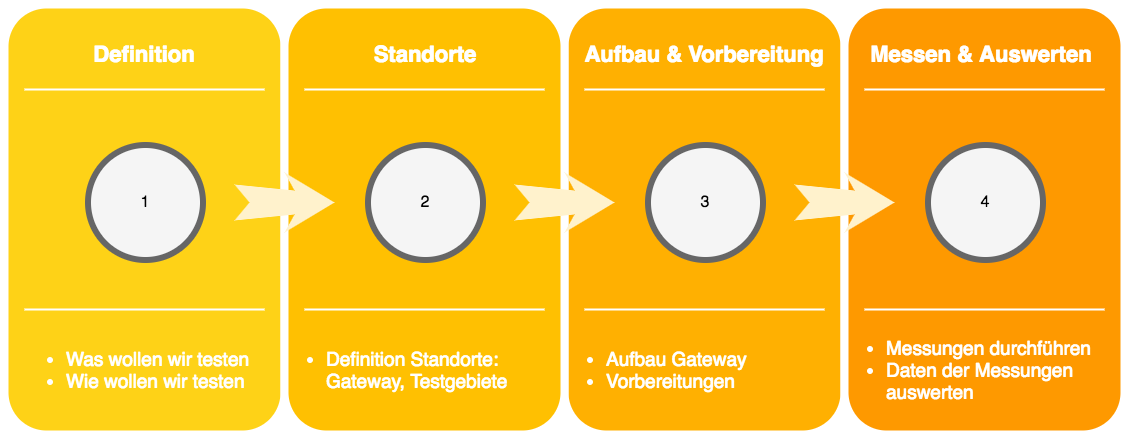 Definition
1
• Was wollen wir testen
• Wie wollen wir testen
Standorte
2
• Definition Standorte:
Gateway, Testgebiete
Aufbau & Vorbereitung
3
• Aufbau Gateway
• Vorbereitungen
Messen & Auswerten
4
• Messungen durchführen
• Daten der Messungen
auswerten